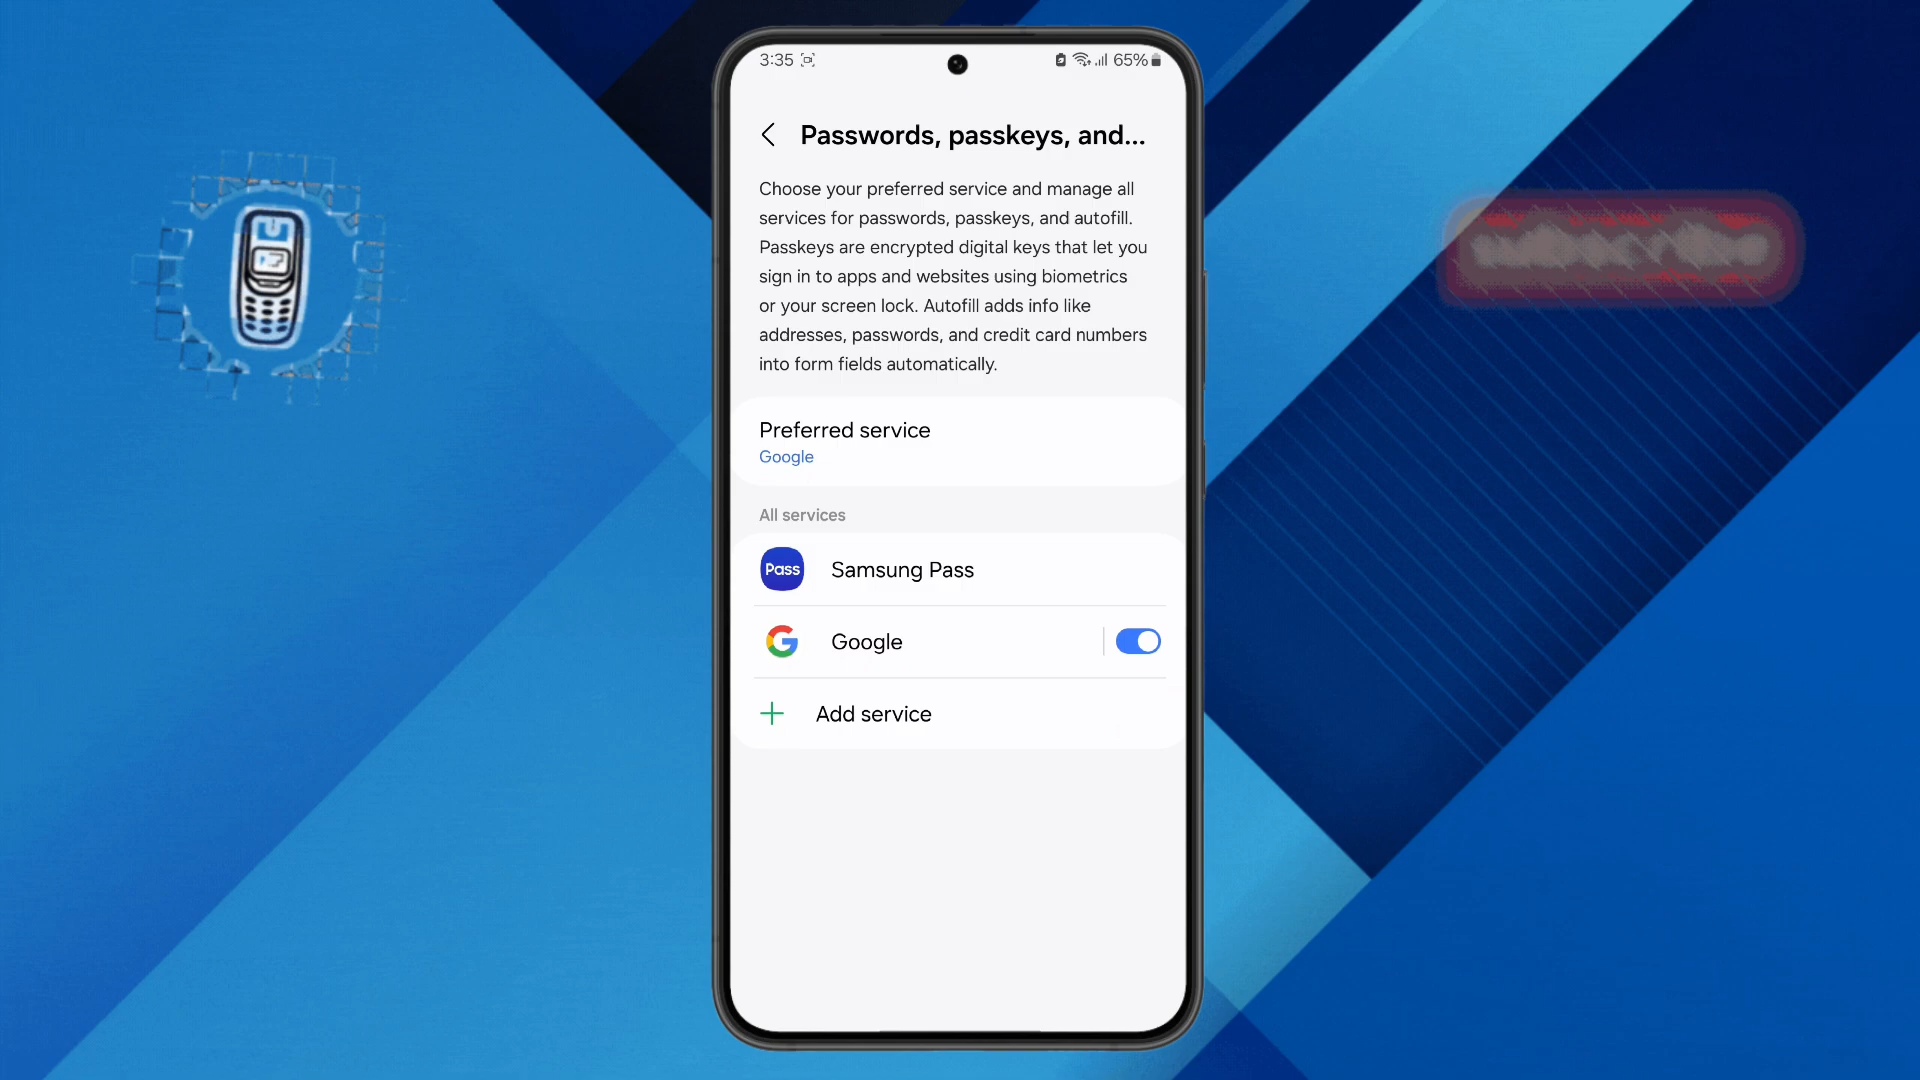 3:35
65%
Passwords, passkeys, and...
Choose your preferred service and manage all
services for passwords, passkeys, and autofill.
Passkeys are encrypted digital keys that let you
sign in to apps and websites using biometrics
or your screen lock. Autofill adds info like
addresses, passwords, and credit card numbers
into form fields automatically.
Preferred service
Google
All services
Pass
Samsung Pass
Google
Add service